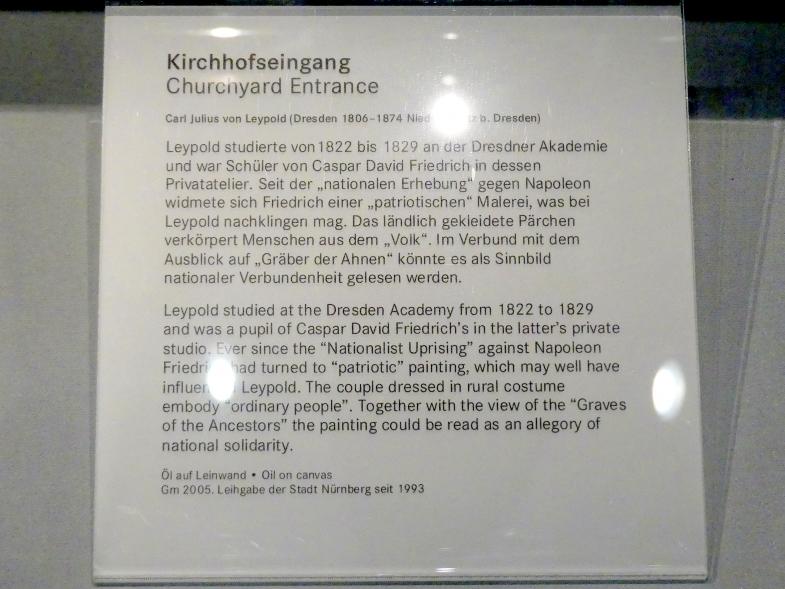 Kirchhofseingang
Churchyard Entrance
Carl Julius von Leypold (Dresden 1806–1874 b. Dresden)
Leypold studierte von 1822 bis 1829 an der Dresdner Akademie
und war Schüler von Caspar David Friedrich in dessen
Privatatelier. Seit der „nationalen Erhebung“ gegen Napoleon
widmete sich Friedrich einer „patriotischen“ Malerei, was bei
Leypold nachklingen mag. Das ländlich gekleidete Pärchen
verkörpert Menschen aus dem „Volk“. Im Verbund mit dem
Ausblick auf „Gräber der Ahnen“ könnte es als Sinnbild
nationaler Verbundenheit gelesen werden.
Leypold studied at the Dresden Academy from 1822 to 1829
and was a pupil of Caspar David Friedrich’s in the latter’s private
studio. Ever since the “Nationalist Uprising” against Napoleon
Friedrich had turned to “patriotic” painting, which may well have
Leypold. The couple dressed in rural costume
embody “ordinary people”. Together with the view of the “Graves
of the Ancestors” the painting could be read as an allegory of
national solidarity.
Öl auf Leinwand • Oil on canvas
Gm 2005. Leihgabe der Stadt Nürnberg seit 1993